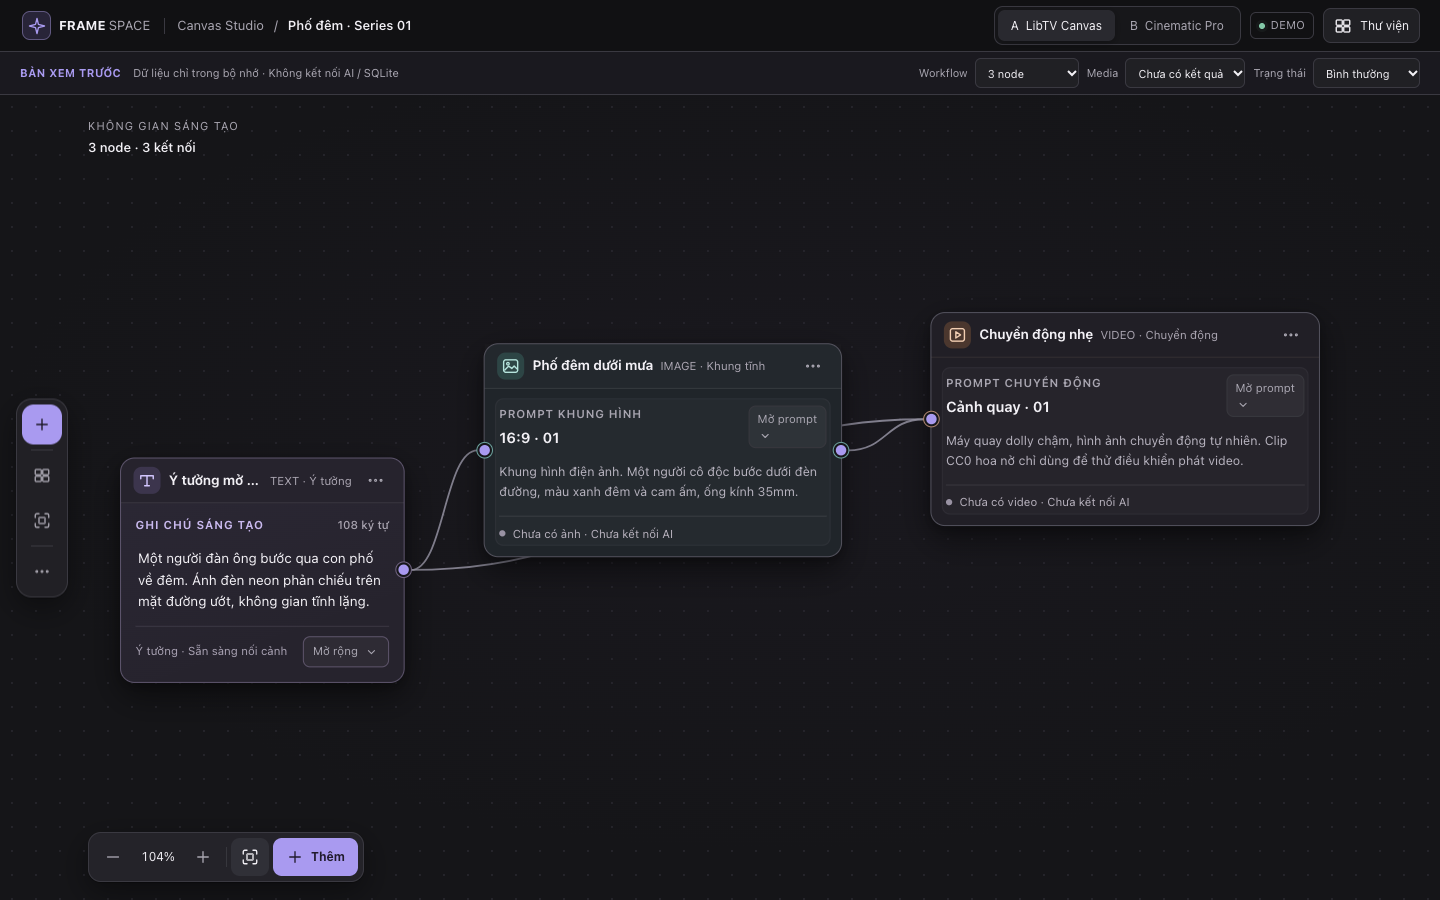 FRAME SPACE
Canvas Studio / Phố đêm · Series 01
A LibTV Canvas
B Cinematic Pro
DEMO
Thư viện
BẢN XEM TRƯỚC
Dữ liệu chỉ trong bộ nhớ · Không kết nối AI / SQLite
Workflow
3 node
Media
Chưa có kết quả
Trạng thái
Bình thường
KHÔNG GIAN SÁNG TẠO
3 node · 3 kết nối
Chuyển động nhẹ VIDEO · Chuyển động
PROMPT CHUYỂN ĐỘNG
Mở prompt
Cảnh quay · 01
Máy quay dolly chậm, hình ảnh chuyển động tự nhiên. Clip
CC0 hoa nở chỉ dùng để thử điều khiển phát video.
Chưa có video · Chưa kết nối AI
Phố đêm dưới mưa IMAGE · Khung tĩnh
PROMPT KHUNG HÌNH
Mở prompt
16:9 · 01
Khung hình điện ảnh. Một người cô độc bước dưới đèn
đường, màu xanh đêm và cam ấm, ống kính 35mm.
Chưa có ảnh · Chưa kết nối AI
Ý tưởng mở ... TEXT · Ý tưởng
GHI CHÚ SÁNG TẠO
108 ký tự
Một người đàn ông bước qua con phố
về đêm. Ánh đèn neon phản chiếu trên
mặt đường ướt, không gian tĩnh lặng.
Ý tưởng · Sẵn sàng nối cảnh
Mở rộng
104%
Thêm